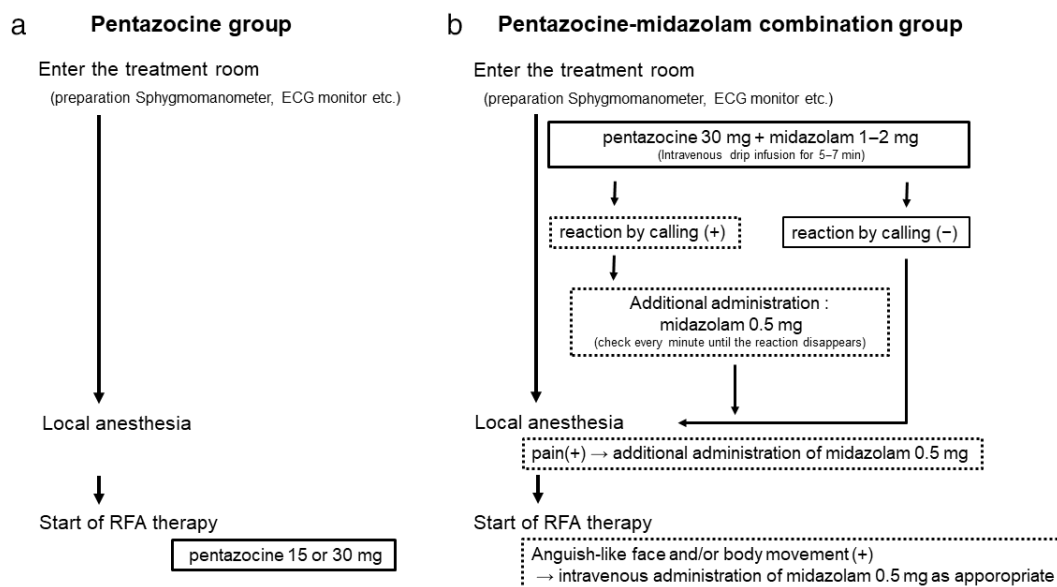 a
Pentazocine group
Enter the treatment room
(preparation Sphygmomanometer, ECG monitor etc.)
Local anesthesia
Start of RFA therapy
pentazocine 15 or 30 mg
b
Pentazocine-midazolam combination group
Enter the treatment room
(preparation Sphygmomanometer, ECG monitor etc.)
pentazocine 30 mg + midazolam 1–2 mg
(Intravenous drip infusion for 5–7 min)
reaction by calling (+)
reaction by calling (−)
Additional administration :
midazolam 0.5 mg
(check every minute until the reaction disappears)
Local anesthesia
pain(+) → additional administration of midazolam 0.5 mg
Start of RFA therapy
Anguish-like face and/or body movement (+)
→ intravenous administration of midazolam 0.5 mg as apporopriate